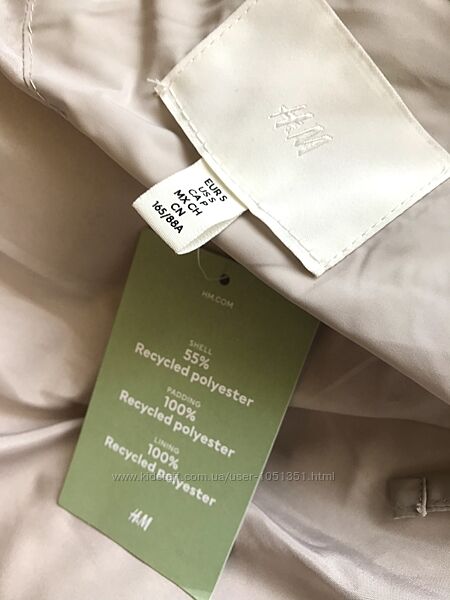 H&M
EUR S
US S
CA P
MX CH
CN
165/88A
HM.COM
SHELL
55%
Recycled polyester
PADDING
100%
Recycled polyester
LINING
100%
Recycled polyester
H&M
www.kidstaff.com.ua/user-1051351.html